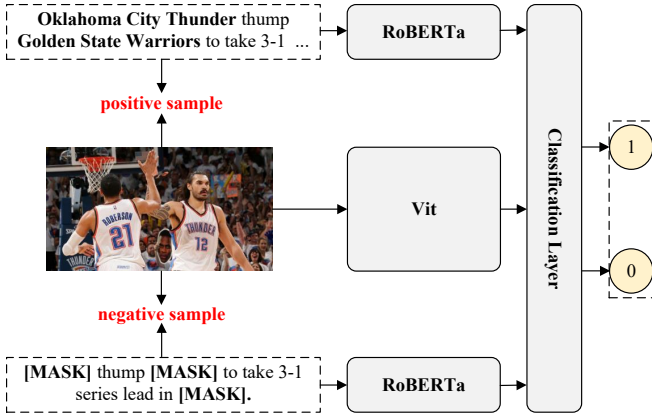 Oklahoma City Thunder thump
Golden State Warriors to take 3-1 ...
RoBERTa
positive sample
ROBERSON
21
THUNDER
12
THUNDER
Vit
Classification Layer
1
0
negative sample
[MASK] thump [MASK] to take 3-1
series lead in [MASK].
RoBERTa